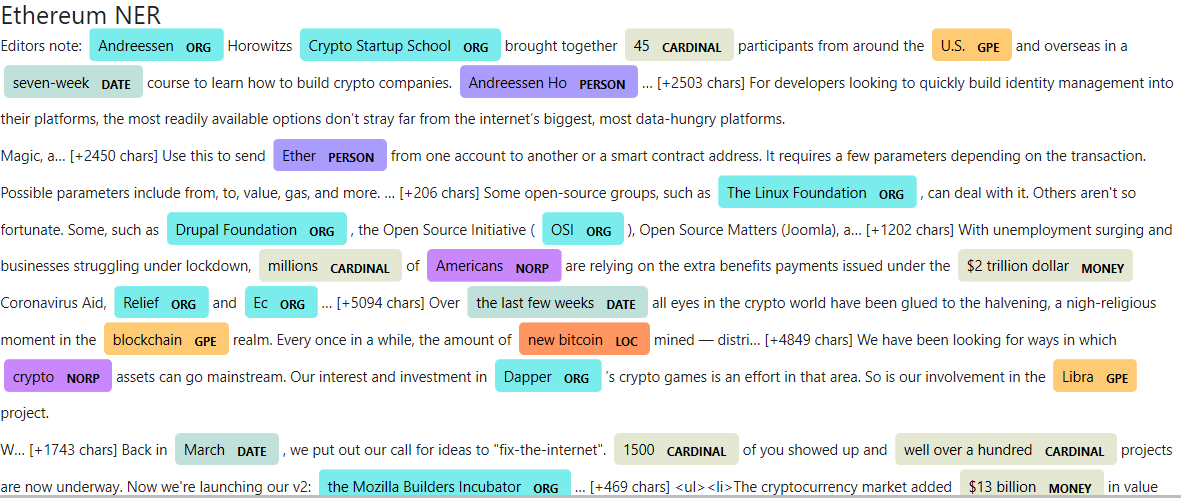 Ethereum NER
Editors note: Andreessen ORG Horowitzs Crypto Startup School ORG brought together 45 CARDINAL participants from around the U.S. GPE and overseas in a
seven-week DATE course to learn how to build crypto companies. Andreessen Ho PERSON ... [+2503 chars] For developers looking to quickly build identity management into
their platforms, the most readily available options don’t stray far from the internet’s biggest, most data-hungry platforms.
Magic, a... [+2450 chars] Use this to send Ether PERSON from one account to another or a smart contract address. It requires a few parameters depending on the transaction.
Possible parameters include from, to, value, gas, and more. ... [+206 chars] Some open-source groups, such as The Linux Foundation ORG , can deal with it. Others aren't so
fortunate. Some, such as Drupal Foundation ORG , the Open Source Initiative ( OSI ORG ), Open Source Matters (Joomla), a... [+1202 chars] With unemployment surging and
businesses struggling under lockdown, millions CARDINAL of Americans NORP are relying on the extra benefits payments issued under the $2 trillion dollar MONEY
Coronavirus Aid, Relief ORG and Ec ORG ... [+5094 chars] Over the last few weeks DATE all eyes in the crypto world have been glued to the halvening, a nigh-religious
moment in the blockchain GPE realm. Every once in a while, the amount of new bitcoin LOC mined — distri... [+4849 chars] We have been looking for ways in which
crypto NORP assets can go mainstream. Our interest and investment in Dapper ORG ’s crypto games is an effort in that area. So is our involvement in the Libra GPE
project.
W... [+1743 chars] Back in March DATE , we put out our call for ideas to "fix-the-internet". 1500 CARDINAL of you showed up and well over a hundred CARDINAL projects
are now underway. Now we're launching our v2: the Mozilla Builders Incubator ORG ... [+469 chars] <ul><li>The cryptocurrency market added $13 billion MONEY in value